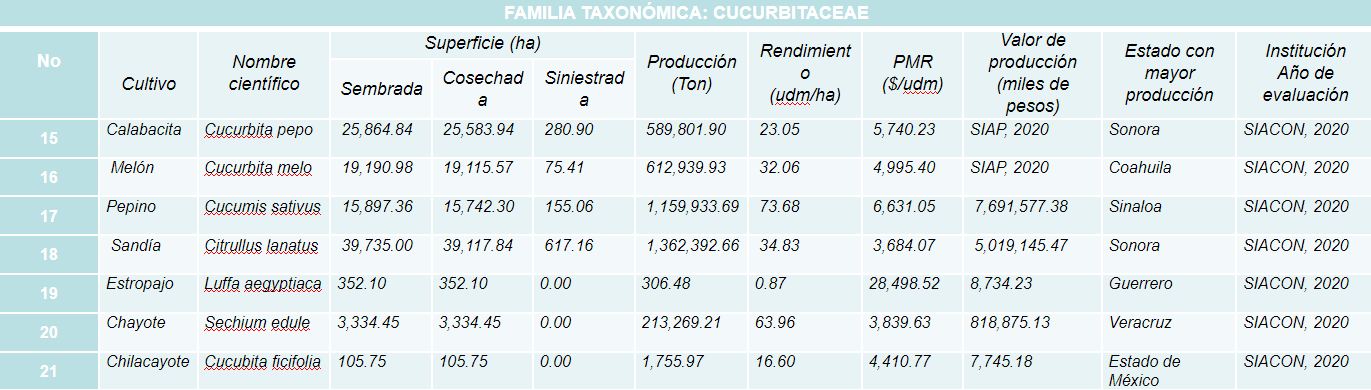 FAMILIA TAXONÓMICA: CUCURBITACEAE
No Cultivo Nombre científico Superficie (ha) Sembrada Cosechada Siniestrada Producción (Ton) Rendimiento (udm/ha) PMR ($/udm) Valor de producción (miles de pesos) Estado con mayor producción Institución Año de evaluación
15 Calabacita Cucurbita pepo 25,864.84 25,583.94 280.90 589,801.90 23.05 5,740.23 SIAP, 2020 Sonora SIACON, 2020
16 Melón Cucurbita melo 19,190.98 19,115.57 75.41 612,939.93 32.06 4,995.40 SIAP, 2020 Coahuila SIACON, 2020
17 Pepino Cucumis sativus 15,897.36 15,742.30 155.06 1,159,933.69 73.68 6,631.05 7,691,577.38 Sinaloa SIACON, 2020
18 Sandía Citrullus lanatus 39,735.00 39,117.84 617.16 1,362,392.66 34.83 3,684.07 5,019,145.47 Sonora SIACON, 2020
19 Estropajo Luffa aegyptiaca 352.10 352.10 0.00 306.48 0.87 28,498.52 8,734.23 Guerrero SIACON, 2020
20 Chayote Sechium edule 3,334.45 3,334.45 0.00 213,269.21 63.96 3,839.63 818,875.13 Veracruz SIACON, 2020
21 Chilacayote Cucubita ficifolia 105.75 105.75 0.00 1,755.97 16.60 4,410.77 7,745.18 Estado de México SIACON, 2020